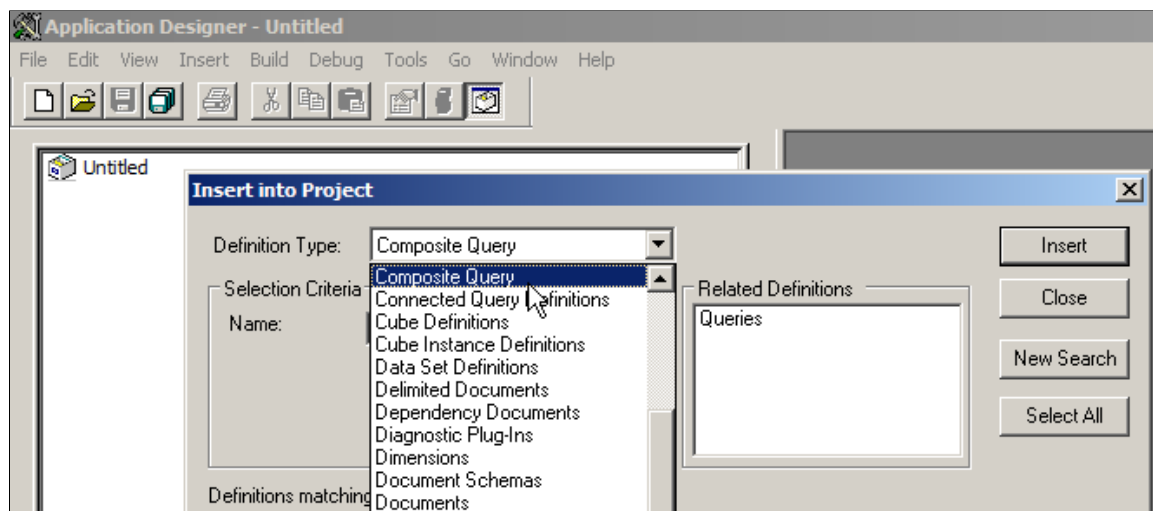 Application Designer - Untitled
File Edit View Insert Build Debug Tools Go Window Help
Untitled
Insert into Project
Definition Type: Composite Query
Insert
Composite Query
Selection Criteria
Related Definitions
Close
Connected Query Definitions
Name:
Queries
Cube Definitions
Cube Instance Definitions
New Search
Data Set Definitions
Delimited Documents
Dependency Documents
Select All
Diagnostic Plug-Ins
Dimensions
Document Schemas
Definitions matching
Documents